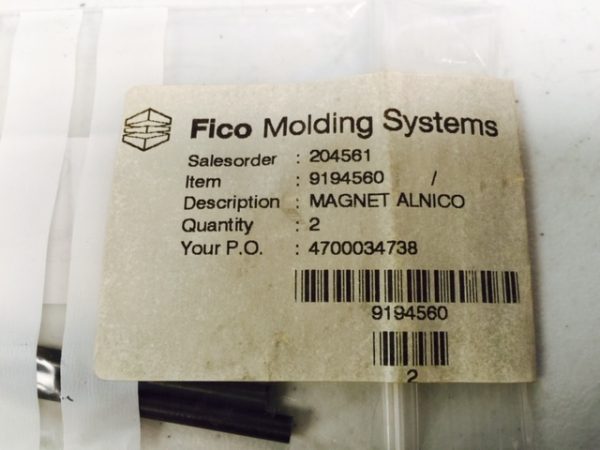 Fico Molding Systems
Salesorder : 204561
Item : 9194560 /
Description : MAGNET ALNICO
Quantity : 2
Your P.O. : 4700034738
9194560
2